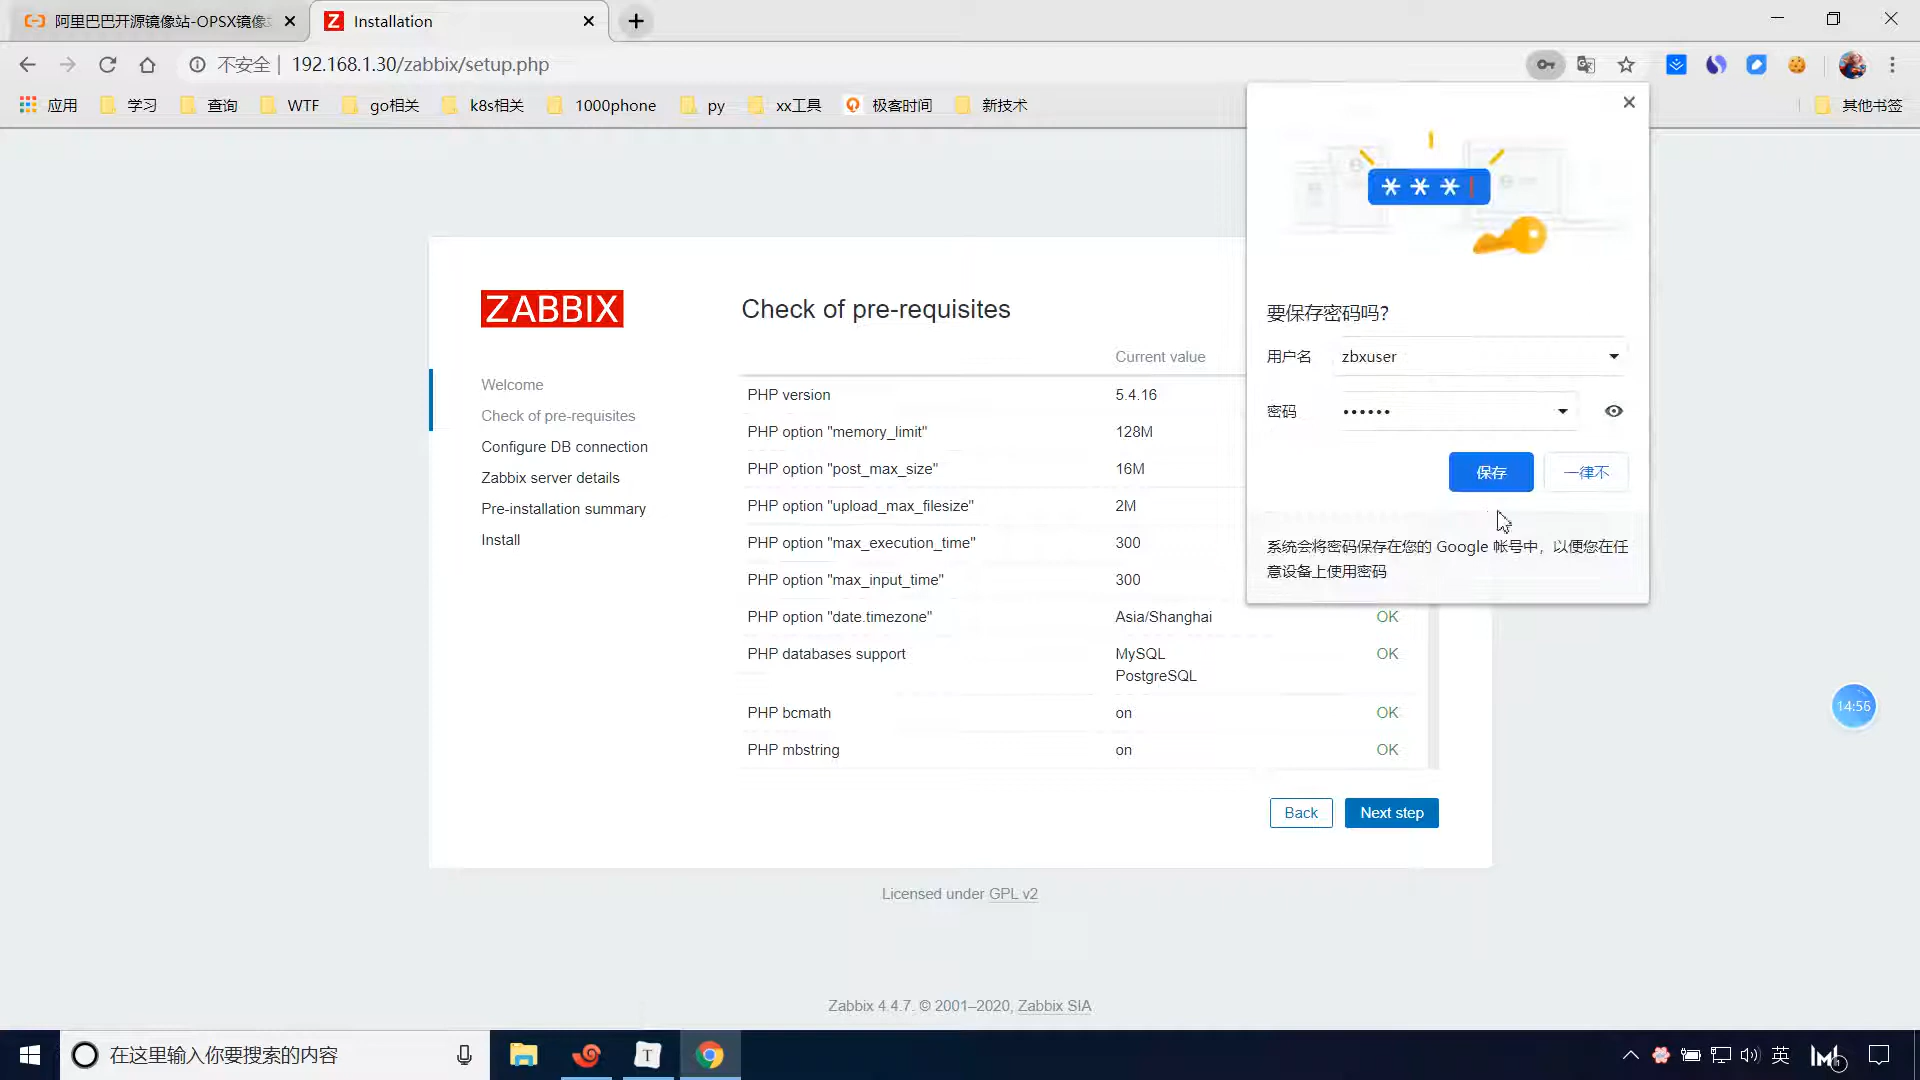 阿里巴巴开源镜像站-OPSX镜像
Installation
不安全 | 192.168.1.30/zabbix/setup.php
应用 学习 查询 WTF go相关 k8s相关 1000phone py xx工具 极客时间 新技术 其他书签
* * *
要保存密码吗?
用户名 zbxuser
密码 ••••••
保存 一律不
系统会将密码保存在您的 Google 帐号中，以便您在任
意设备上使用密码
ZABBIX
Welcome
Check of pre-requisites
Configure DB connection
Zabbix server details
Pre-installation summary
Install
Check of pre-requisites
Current value
PHP version 5.4.16
PHP option "memory_limit" 128M
PHP option "post_max_size" 16M
PHP option "upload_max_filesize" 2M
PHP option "max_execution_time" 300
PHP option "max_input_time" 300
PHP option "date.timezone" Asia/Shanghai OK
PHP databases support MySQL OK
PostgreSQL
PHP bcmath on OK
PHP mbstring on OK
Back Next step
14:56
Licensed under GPL v2
Zabbix 4.4.7. © 2001–2020, Zabbix SIA
在这里输入你要搜索的内容
T
英